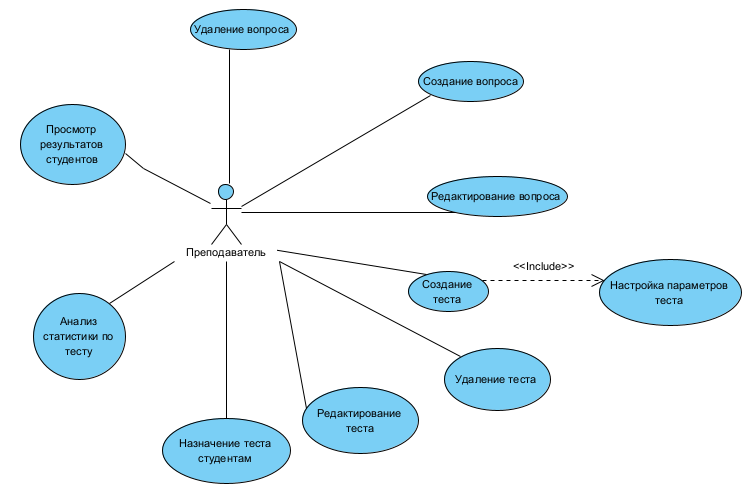 Удаление вопроса
Создание вопроса
Просмотр
результатов
студентов
Редактирование вопроса
Преподаватель
<<Include>>
Создание
теста
Настройка параметров
теста
Анализ
статистики по
тесту
Удаление теста
Редактирование
теста
Назначение теста
студентам